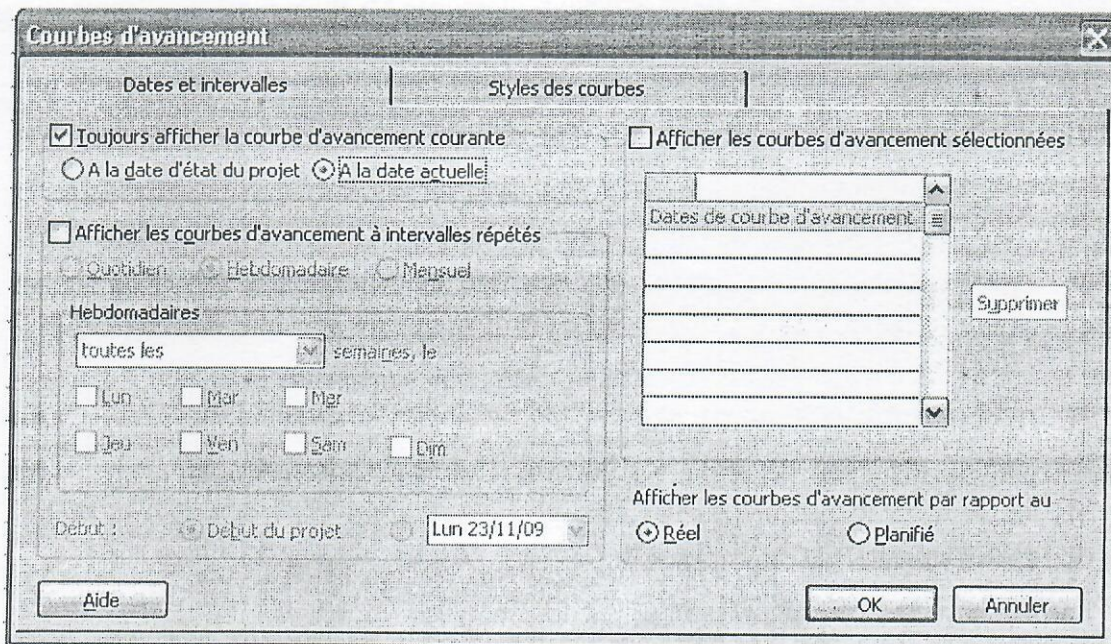 Courbes d'avancement
Dates et intervalles
Styles des courbes
Toujours afficher la courbe d'avancement courante
A la date d'état du projet
A la date actuelle
Afficher les courbes d'avancement à intervalles répétés
Quotidien
Hebdomadaire
Mensuel
Hebdomadaires
toutes les
semaines, le
Lun
Mar
Mer
Jeu
Ven
Sam
Dim
Début :
Début du projet
Lun 23/11/09
Afficher les courbes d'avancement sélectionnées
Dates de courbe d'avancement
Supprimer
Afficher les courbes d'avancement par rapport au
Réel
Planifié
Aide
OK
Annuler